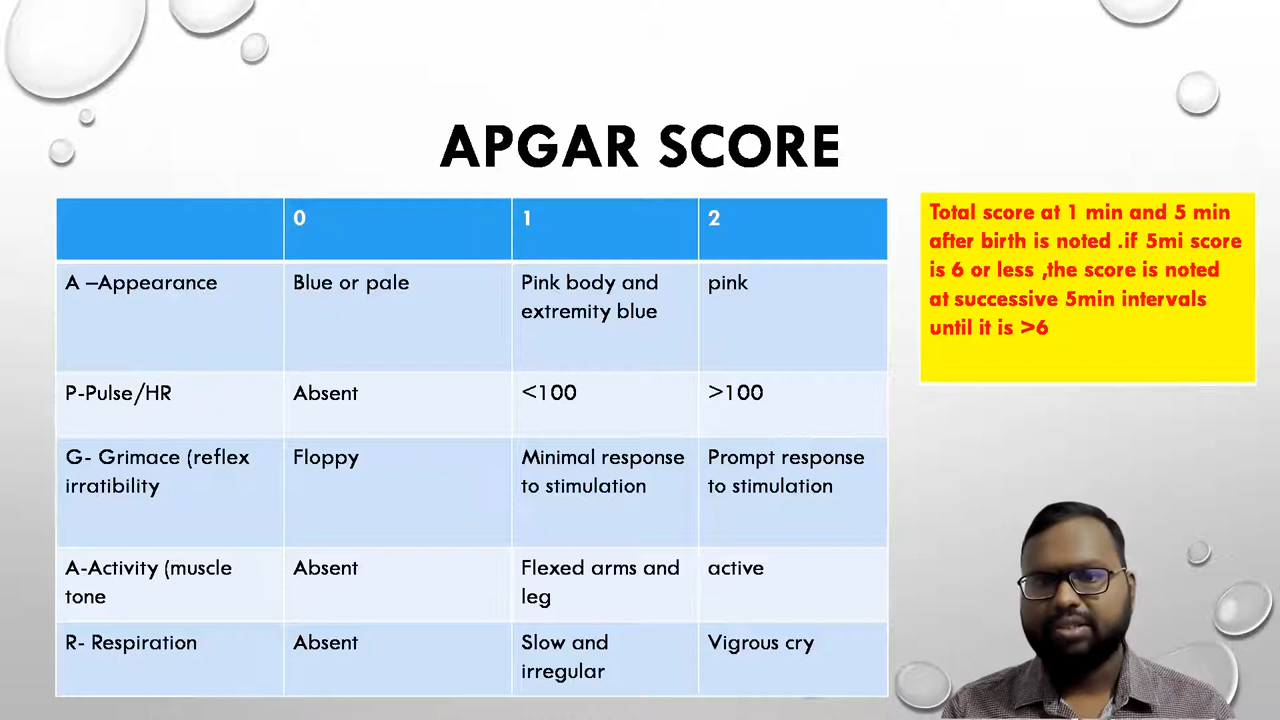 APGAR SCORE
0 1 2
A –Appearance Blue or pale Pink body and pink
extremity blue
P-Pulse/HR Absent <100 >100
G- Grimace (reflex Floppy Minimal response Prompt response
irratibility to stimulation to stimulation
A-Activity (muscle Absent Flexed arms and active
tone leg
R- Respiration Absent Slow and Vigrous cry
irregular
Total score at 1 min and 5 min
after birth is noted .if 5mi score
is 6 or less ,the score is noted
at successive 5min intervals
until it is >6